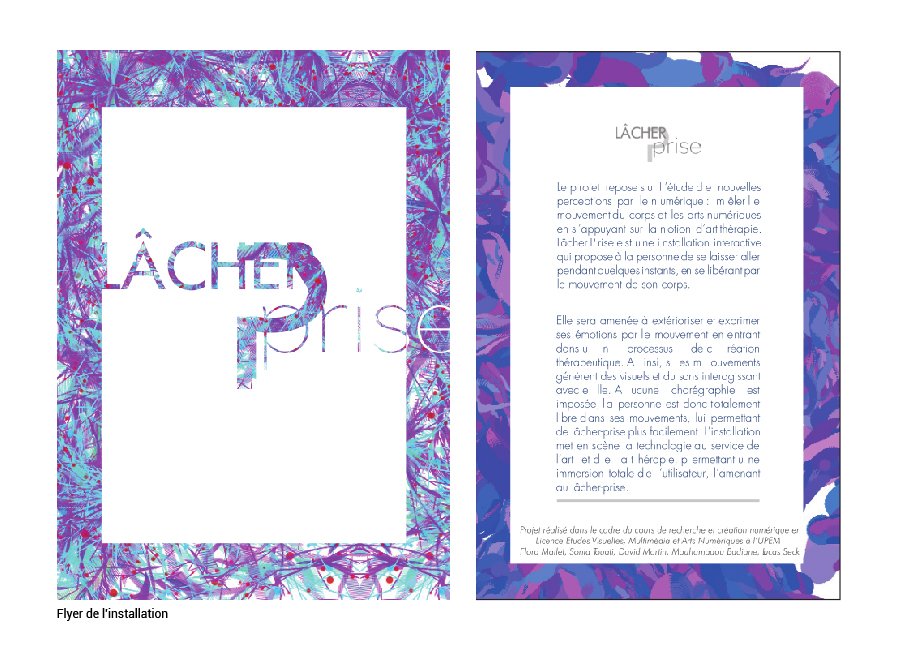 LÂCHER
prise
LÂCHER
prise
Le projet repose sur l'étude de nouvelles
perceptions par le numérique : mêler le
mouvement du corps et les arts numériques
en s'appuyant sur la notion d'art-thérapie.
Lâcher Prise est une installation interactive
qui propose à la personne de se laisser aller
pendant quelques instants, en se libérant par
le mouvement de son corps.
Elle sera amenée à extérioriser et exprimer
ses émotions par le mouvement en entrant
dans un processus de création
thérapeutique. Ainsi, ses mouvements
génèrent des visuels et du sons interagissant
avec elle. Aucune chorégraphie est
imposée, la personne est donc totalement
libre dans ses mouvements, lui permettant
de lâcher-prise plus facilement. L'installation
met en scène la technologie au service de
l'art et de l'art thérapie permettant une
immersion totale de l'utilisateur, l'amenant
au lâcher-prise.
Projet réalisé dans le cadre du cours de recherche et création numérique en
Licence Etudes Visuelles, Multimédia et Arts Numériques à l'UPEM
Flora David Martin, Seck
Flyer de l'installation